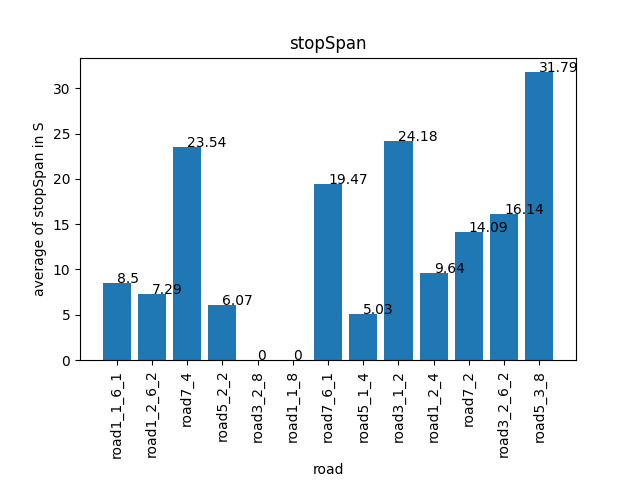 stopSpan
average of stopSpan in S
30
25
20
15
10
5
0
8.5
7.29
23.54
6.07
0
0
19.47
5.03
24.18
9.64
14.09
16.14
31.79
road1_1_6_1
road1_2_6_2
road7_4
road5_2_2
road3_2_8
road1_1_8
road7_6_1
road5_1_4
road3_1_2
road1_2_4
road7_2
road3_2_6_2
road5_3_8
road